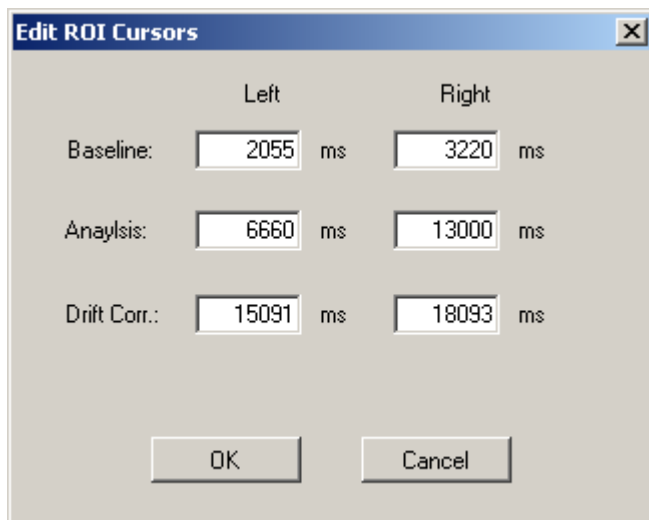 Edit ROI Cursors
Left Right
Baseline: 2055 ms 3220 ms
Anaylsis: 6660 ms 13000 ms
Drift Corr.: 15091 ms 18093 ms
OK Cancel